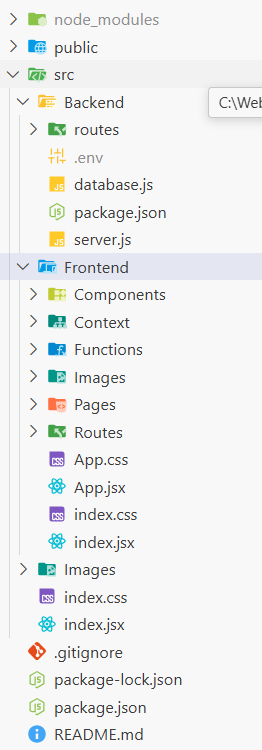 node_modules
public
src
Backend
C:\Web
routes
.env
database.js
package.json
server.js
Frontend
Components
Context
Functions
Images
Pages
Routes
App.css
App.jsx
index.css
index.jsx
Images
index.css
index.jsx
.gitignore
package-lock.json
package.json
README.md